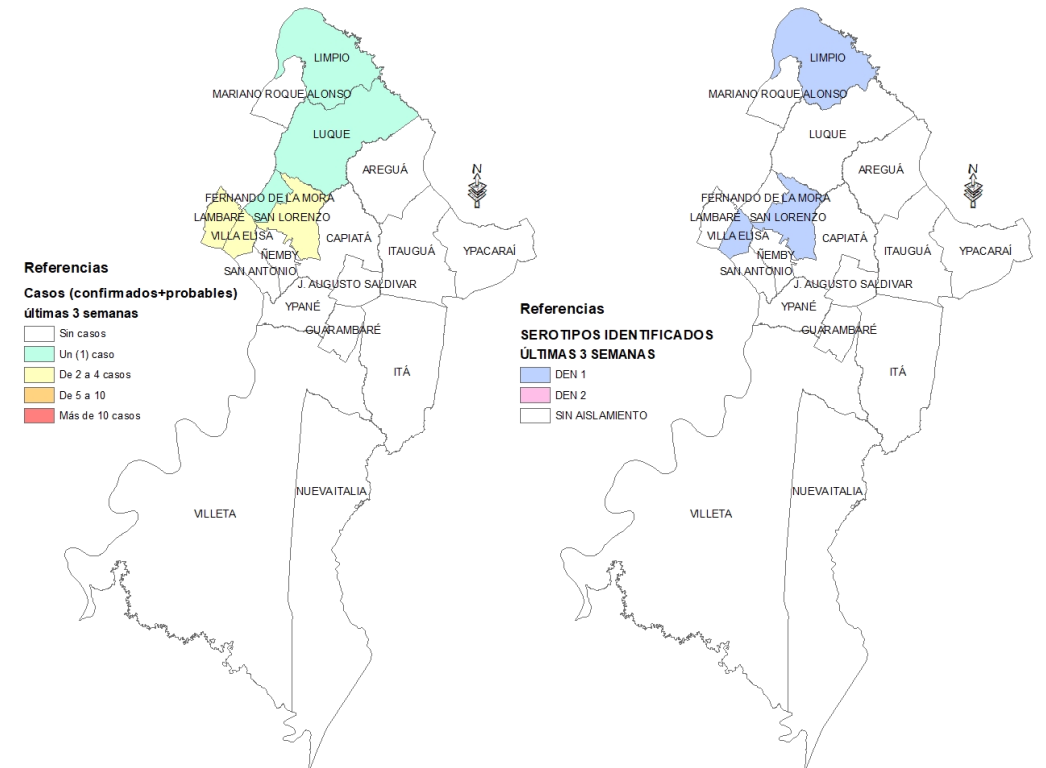 LIMPIO
MARIANO ROQUE ALONSO
LUQUE
AREGUÁ
N
FERNANDO DE LA MORA
LAMBARÉ SAN LORENZO
VILLA ELISA
CAPIATÁ
ITAUGUÁ
YPACARAÍ
ÑEMBY
SAN ANTONIO
J. AUGUSTO SALDIVAR
YPANÉ
GUARAMBARÉ
ITÁ
NUEVA ITALIA
VILLETA
Referencias
Casos (confirmados+probables)
últimas 3 semanas
Sin casos
Un (1) caso
De 2 a 4 casos
De 5 a 10
Más de 10 casos
LIMPIO
MARIANO ROQUE ALONSO
LUQUE
AREGUÁ
N
FERNANDO DE LA MORA
LAMBARÉ SAN LORENZO
VILLA ELISA
CAPIATÁ
ITAUGUÁ
YPACARAÍ
ÑEMBY
SAN ANTONIO
J. AUGUSTO SALDIVAR
YPANÉ
GUARAMBARÉ
ITÁ
NUEVA ITALIA
VILLETA
Referencias
SEROTIPOS IDENTIFICADOS
ÚLTIMAS 3 SEMANAS
DEN 1
DEN 2
SIN AISLAMIENTO